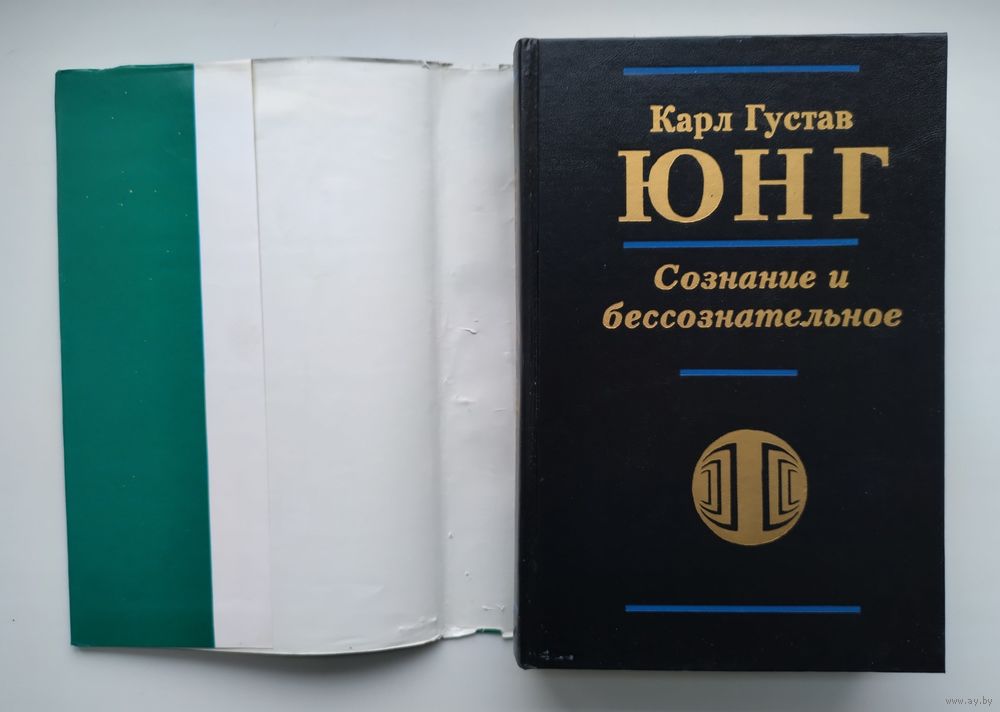 Карл Густав
ЮНГ
Сознание и
бессознательное
www.ay.by